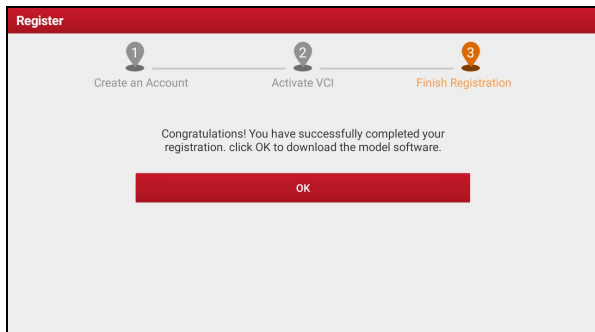 Register
1
2
3
Create an Account
Activate VCI
Finish Registration
Congratulations! You have successfully completed your
registration. click OK to download the model software.
OK